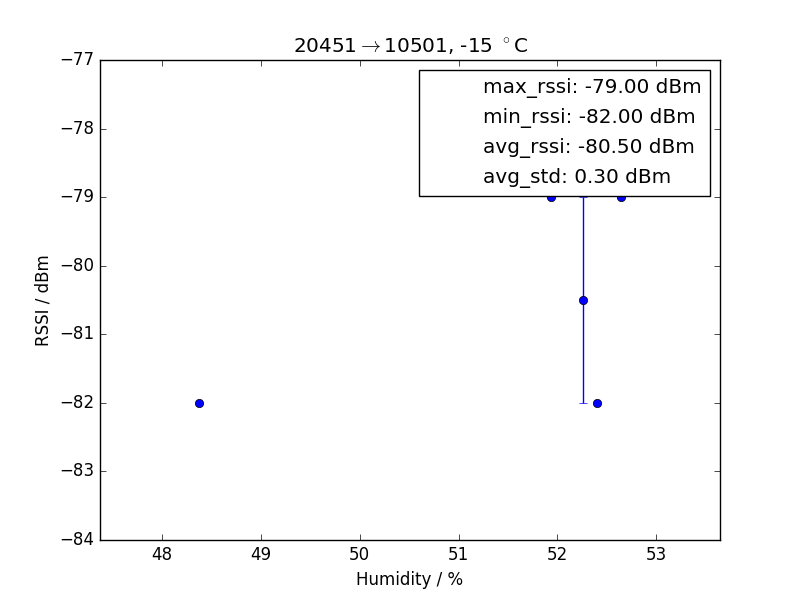 20451→10501, -15 °C
max_rssi: -79.00 dBm
min_rssi: -82.00 dBm
avg_rssi: -80.50 dBm
avg_std: 0.30 dBm
RSSI / dBm
−77
−78
−79
−80
−81
−82
−83
−84
48 49 50 51 52 53
Humidity / %